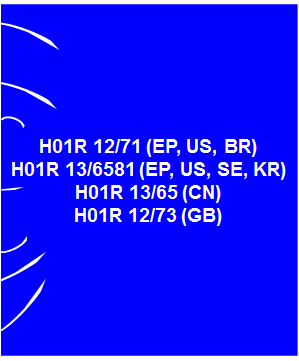 H01R 12/71 (EP, US, BR)
H01R 13/6581 (EP, US, SE, KR)
H01R 13/65 (CN)
H01R 12/73 (GB)